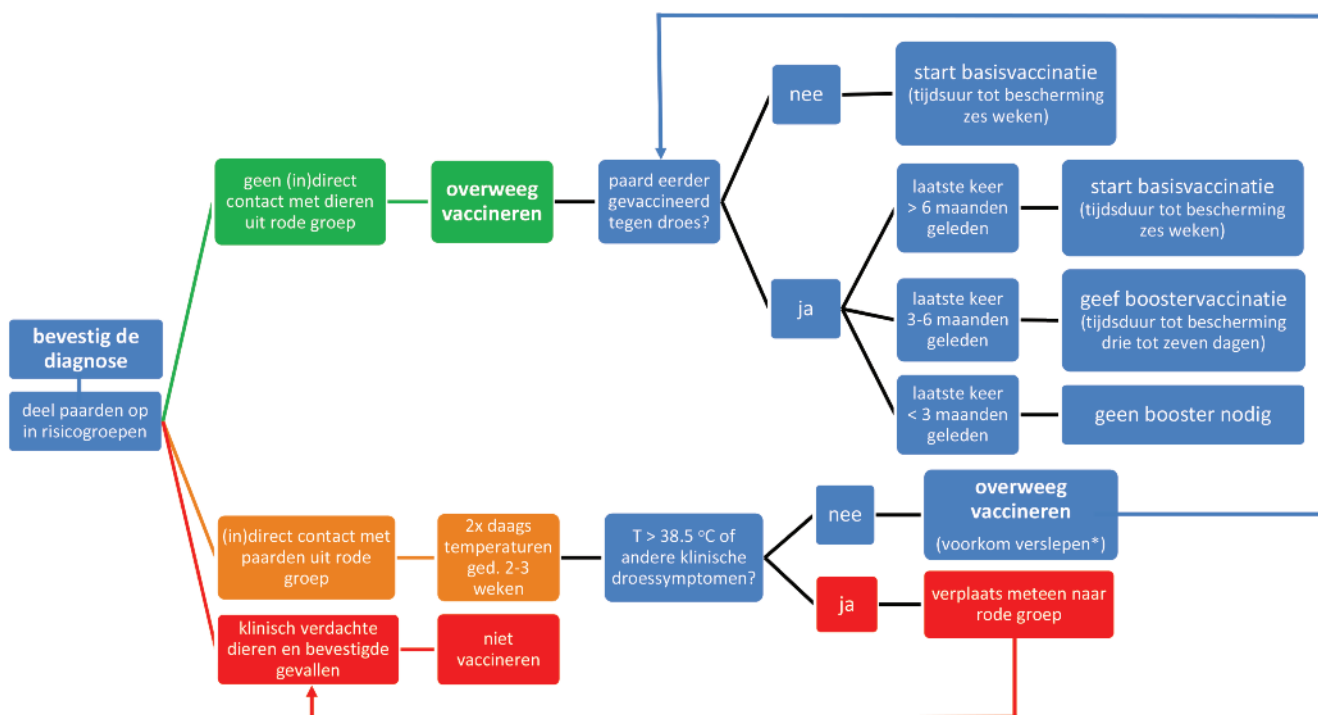 bevestig de
diagnose
deel paarden op
in risicogroepen
geen (in)direct
contact met dieren
uit rode groep
overweeg
vaccineren
paard eerder
gevaccineerd
tegen droes?
nee
start basisvaccinatie
(tijdsuur tot bescherming
zes weken)
ja
laatste keer
> 6 maanden
geleden
start basisvaccinatie
(tijdsduur tot bescherming
zes weken)
laatste keer
3-6 maanden
geleden
geef boostervaccinatie
(tijdsduur tot bescherming
drie tot zeven dagen)
laatste keer
< 3 maanden
geleden
geen booster nodig
(in)direct contact met
paarden uit rode
groep
2x daags
temperaturen
ged. 2-3
weken
T > 38.5 °C of
andere klinische
droessymptomen?
nee
overweeg
vaccineren
(voorkom verslepen*)
ja
verplaats meteen naar
rode groep
klinisch verdachte
dieren en bevestigde
gevallen
niet
vaccineren